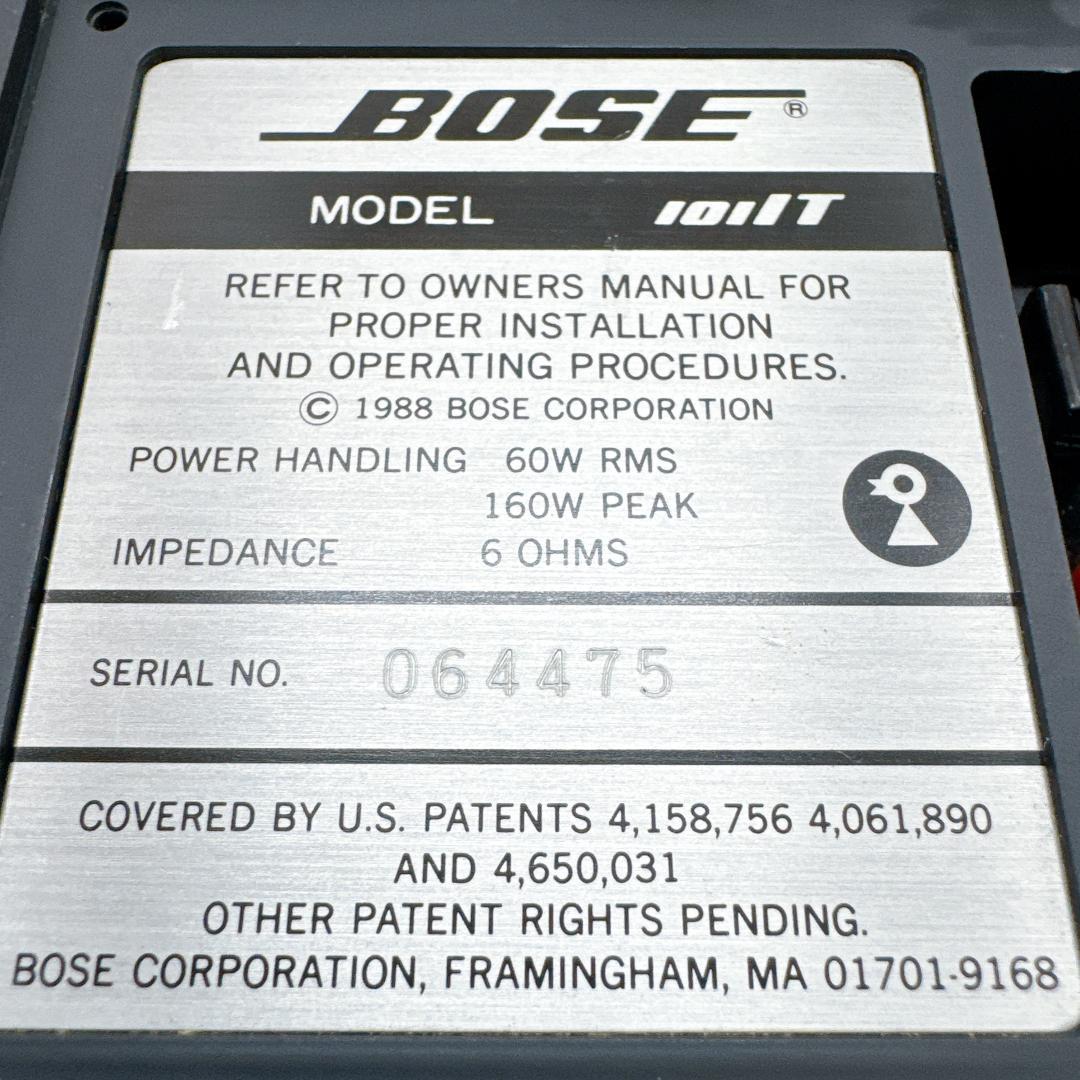 BOSE®
MODEL 101IT
REFER TO OWNERS MANUAL FOR
PROPER INSTALLATION
AND OPERATING PROCEDURES.
© 1988 BOSE CORPORATION
POWER HANDLING 60W RMS
160W PEAK
IMPEDANCE 6 OHMS
SERIAL NO. 064475
COVERED BY U.S. PATENTS 4,158,756 4,061,890
AND 4,650,031
OTHER PATENT RIGHTS PENDING.
BOSE CORPORATION, FRAMINGHAM, MA 01701-9168